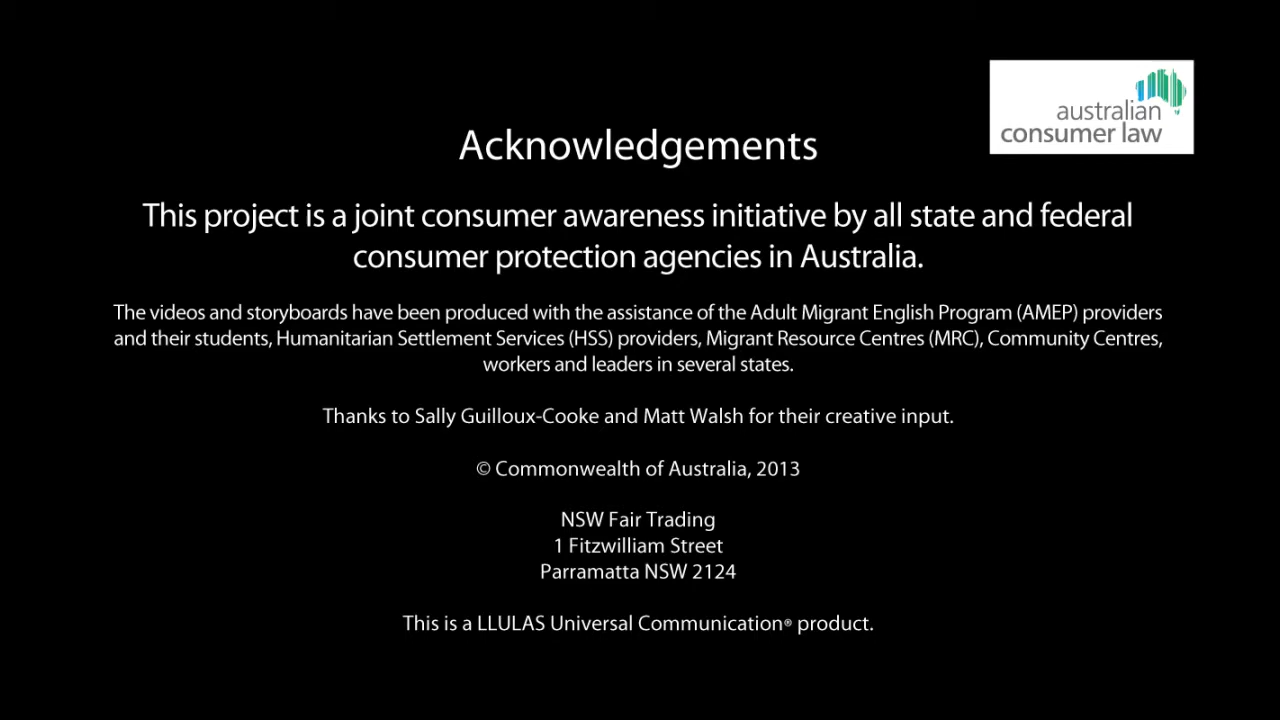 australian
consumer law
Acknowledgements
This project is a joint consumer awareness initiative by all state and federal
consumer protection agencies in Australia.
The videos and storyboards have been produced with the assistance of the Adult Migrant English Program (AMEP) providers
and their students, Humanitarian Settlement Services (HSS) providers, Migrant Resource Centres (MRC), Community Centres,
workers and leaders in several states.
Thanks to Sally Guilloux-Cooke and Matt Walsh for their creative input.
© Commonwealth of Australia, 2013
NSW Fair Trading
1 Fitzwilliam Street
Parramatta NSW 2124
This is a LLULAS Universal Communication® product.